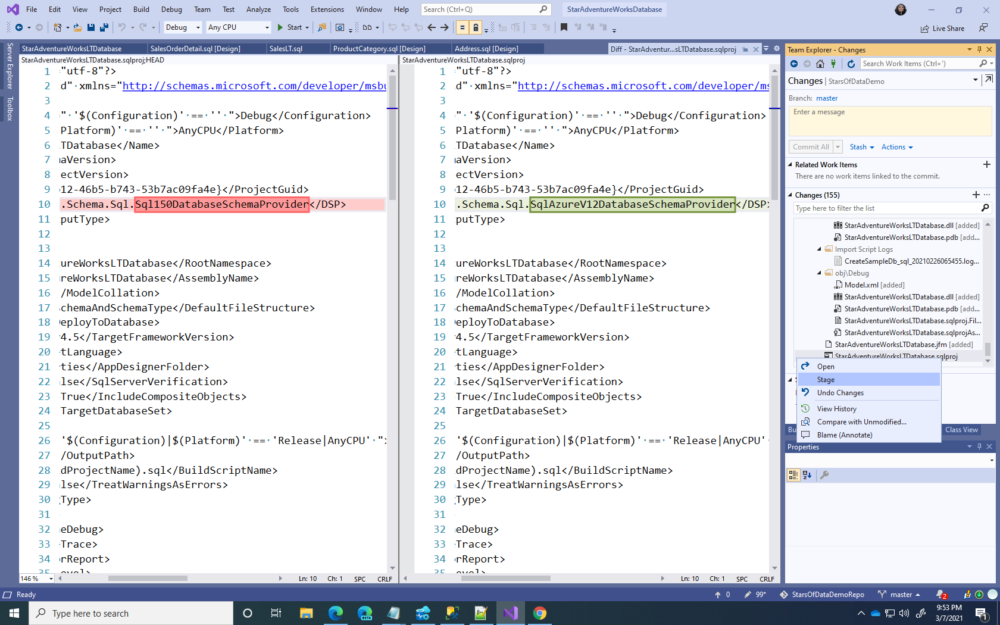 File Edit View Project Build Debug Team Test Analyze Tools Extensions Window Help Search (Ctrl+Q) StarAdventureWorksDatabase
Debug Any CPU Start Live Share
Server Explorer
Toolbox
StarAdventureWorksLTDatabase SalesOrderDetail.sql [Design] SalesLT.sql ProductCategory.sql [Design] Address.sql [Design] Diff - StarAdventur...sLTDatabase.sqlproj
StarAdventureWorksLTDatabase.sqlproj;HEAD
1 ="utf-8"?>
2 d"·xmlns="http://schemas.microsoft.com/developer/msbu
3
4 ="·'$(Configuration)'·==·''·">Debug</Configuration>
5 Platform)'·==·''·">AnyCPU</Platform>
6 LTDatabase</Name>
7 aVersion>
8 ectVersion>
9 12-46b5-b743-53b7ac09fa4e}</ProjectGuid>
10 .Schema.Sql.Sql150DatabaseSchemaProvider</DSP>
11 putType>
12
13
14 ureWorksLTDatabase</RootNamespace>
15 reWorksLTDatabase</AssemblyName>
16 /ModelCollation>
17 SchemaAndSchemaType</DefaultFileStructure>
18 eployToDatabase>
19 4.5</TargetFrameworkVersion>
20 tLanguage>
21 ties</AppDesignerFolder>
22 lse</SqlServerVerification>
23 True</IncludeCompositeObjects>
24 TargetDatabaseSet>
25
26 '$(Configuration)|$(Platform)'·==·'Release|AnyCPU'·">
27 /OutputPath>
28 dProjectName).sql</BuildScriptName>
29 lse</TreatWarningsAsErrors>
30 gType>
31
32 eDebug>
33 Trace>
34 rReport>
35 evel>
146 % Ln: 10 Ch: 1 SPC CRLF
StarAdventureWorksLTDatabase.sqlproj
1 ="utf-8"?>
2 d"·xmlns="http://schemas.microsoft.com/developer/ms
3
4 ="·'$(Configuration)'·==·''·">Debug</Configuration>
5 Platform)'·==·''·">AnyCPU</Platform>
6 LTDatabase</Name>
7 aVersion>
8 ectVersion>
9 12-46b5-b743-53b7ac09fa4e}</ProjectGuid>
10 .Schema.Sql.SqlAzureV12DatabaseSchemaProvider</DSP>
11 putType>
12
13
14 ureWorksLTDatabase</RootNamespace>
15 reWorksLTDatabase</AssemblyName>
16 /ModelCollation>
17 SchemaAndSchemaType</DefaultFileStructure>
18 eployToDatabase>
19 4.5</TargetFrameworkVersion>
20 tLanguage>
21 ties</AppDesignerFolder>
22 lse</SqlServerVerification>
23 True</IncludeCompositeObjects>
24 TargetDatabaseSet>
25
26 '$(Configuration)|$(Platform)'·==·'Release|AnyCPU'·
27 /OutputPath>
28 dProjectName).sql</BuildScriptName>
29 lse</TreatWarningsAsErrors>
30 gType>
31
32 eDebug>
33 Trace>
34 rReport>
35 evel>
Ln: 10 Ch: 1 SPC CRLF
Team Explorer - Changes
Search Work Items (Ctrl+')
Changes | StarsOfDataDemo
Branch: master
Enter a message
Commit All Stash Actions
Related Work Items
There are no work items linked to the commit.
Changes (155)
Type here to filter the list
StarAdventureWorksLTDatabase.dll [added]
StarAdventureWorksLTDatabase.pdb [add...
Import Script Logs
CreateSampleDb_sql_20210226065455.log...
obj\Debug
Model.xml [added]
StarAdventureWorksLTDatabase.dll [added]
StarAdventureWorksLTDatabase.pdb [add...
StarAdventureWorksLTDatabase.sqlproj.Fil...
StarAdventureWorksLTDatabase.sqlprojAs...
StarAdventureWorksLTDatabase.jfm [added]
StarAdventureWorksLTDatabase.sqlproj
Open
Stage
Undo Changes
View History
Compare with Unmodified...
Blame (Annotate)
Bu Class View
Properties
Ready 0 99* StarsOfDataDemoRepo master 2
Type here to search BETA 9:53 PM
3/7/2021 1